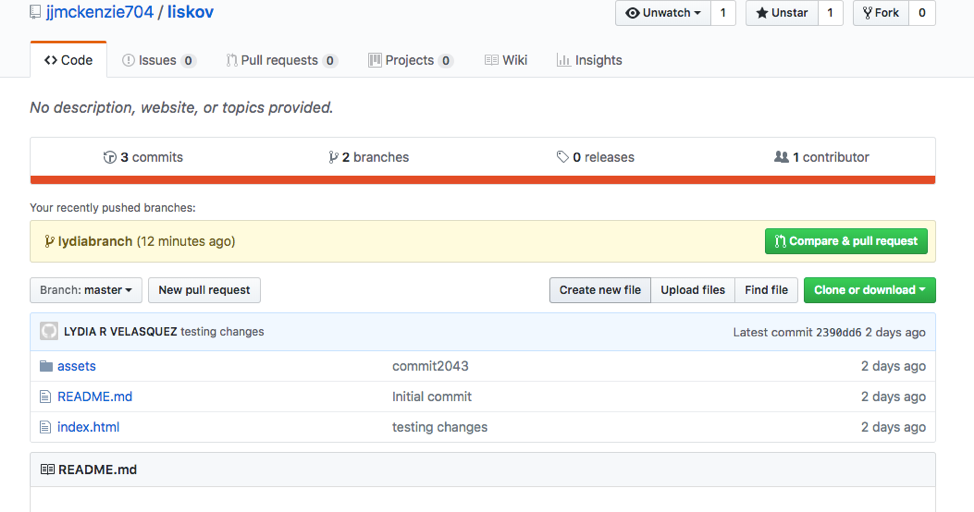 jjmckenzie704 / liskov
Unwatch 1 Unstar 1 Fork 0
Code Issues 0 Pull requests 0 Projects 0 Wiki Insights
No description, website, or topics provided.
3 commits 2 branches 0 releases 1 contributor
Your recently pushed branches:
lydiabranch (12 minutes ago) Compare & pull request
Branch: master New pull request Create new file Upload files Find file Clone or download
LYDIA R VELASQUEZ testing changes Latest commit 2390dd6 2 days ago
assets commit2043 2 days ago
README.md Initial commit 2 days ago
index.html testing changes 2 days ago
README.md